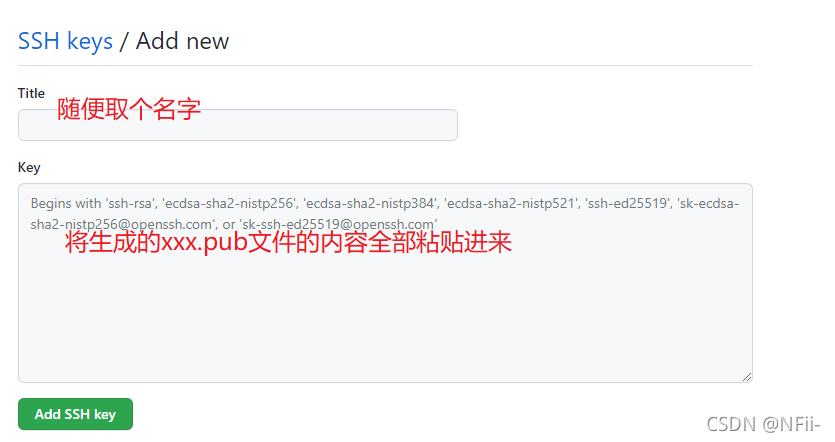 SSH keys / Add new
Title
随便取个名字
Key
Begins with 'ssh-rsa', 'ecdsa-sha2-nistp256', 'ecdsa-sha2-nistp384', 'ecdsa-sha2-nistp521', 'ssh-ed25519', 'sk-ecdsa-
sha2-nistp256@openssh.com', or 'sk-ssh-ed25519@openssh.com'
将生成的xxx.pub文件的内容全部粘贴进来
Add SSH key
CSDN @NFii-